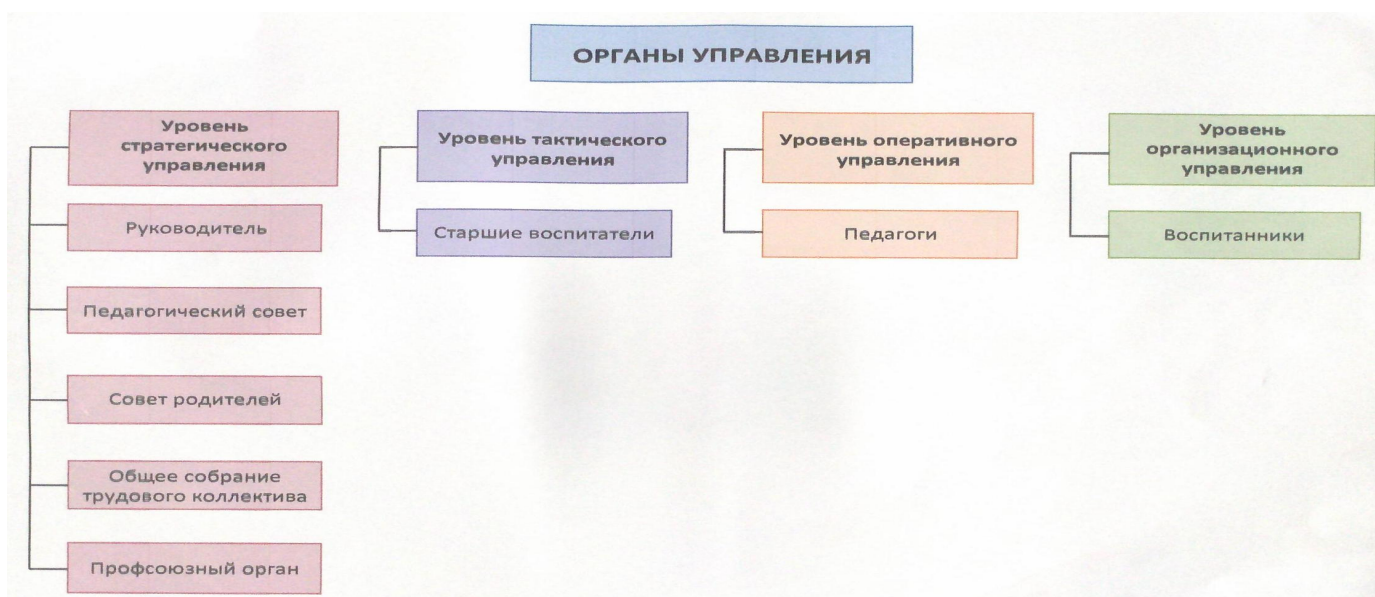 ОРГАНЫ УПРАВЛЕНИЯ
Уровень
стратегического
управления
Руководитель
Педагогический совет
Совет родителей
Общее собрание
трудового коллектива
Профсоюзный орган
Уровень тактического
управления
Старшие воспитатели
Уровень оперативного
управления
Педагоги
Уровень
организационного
управления
Воспитанники